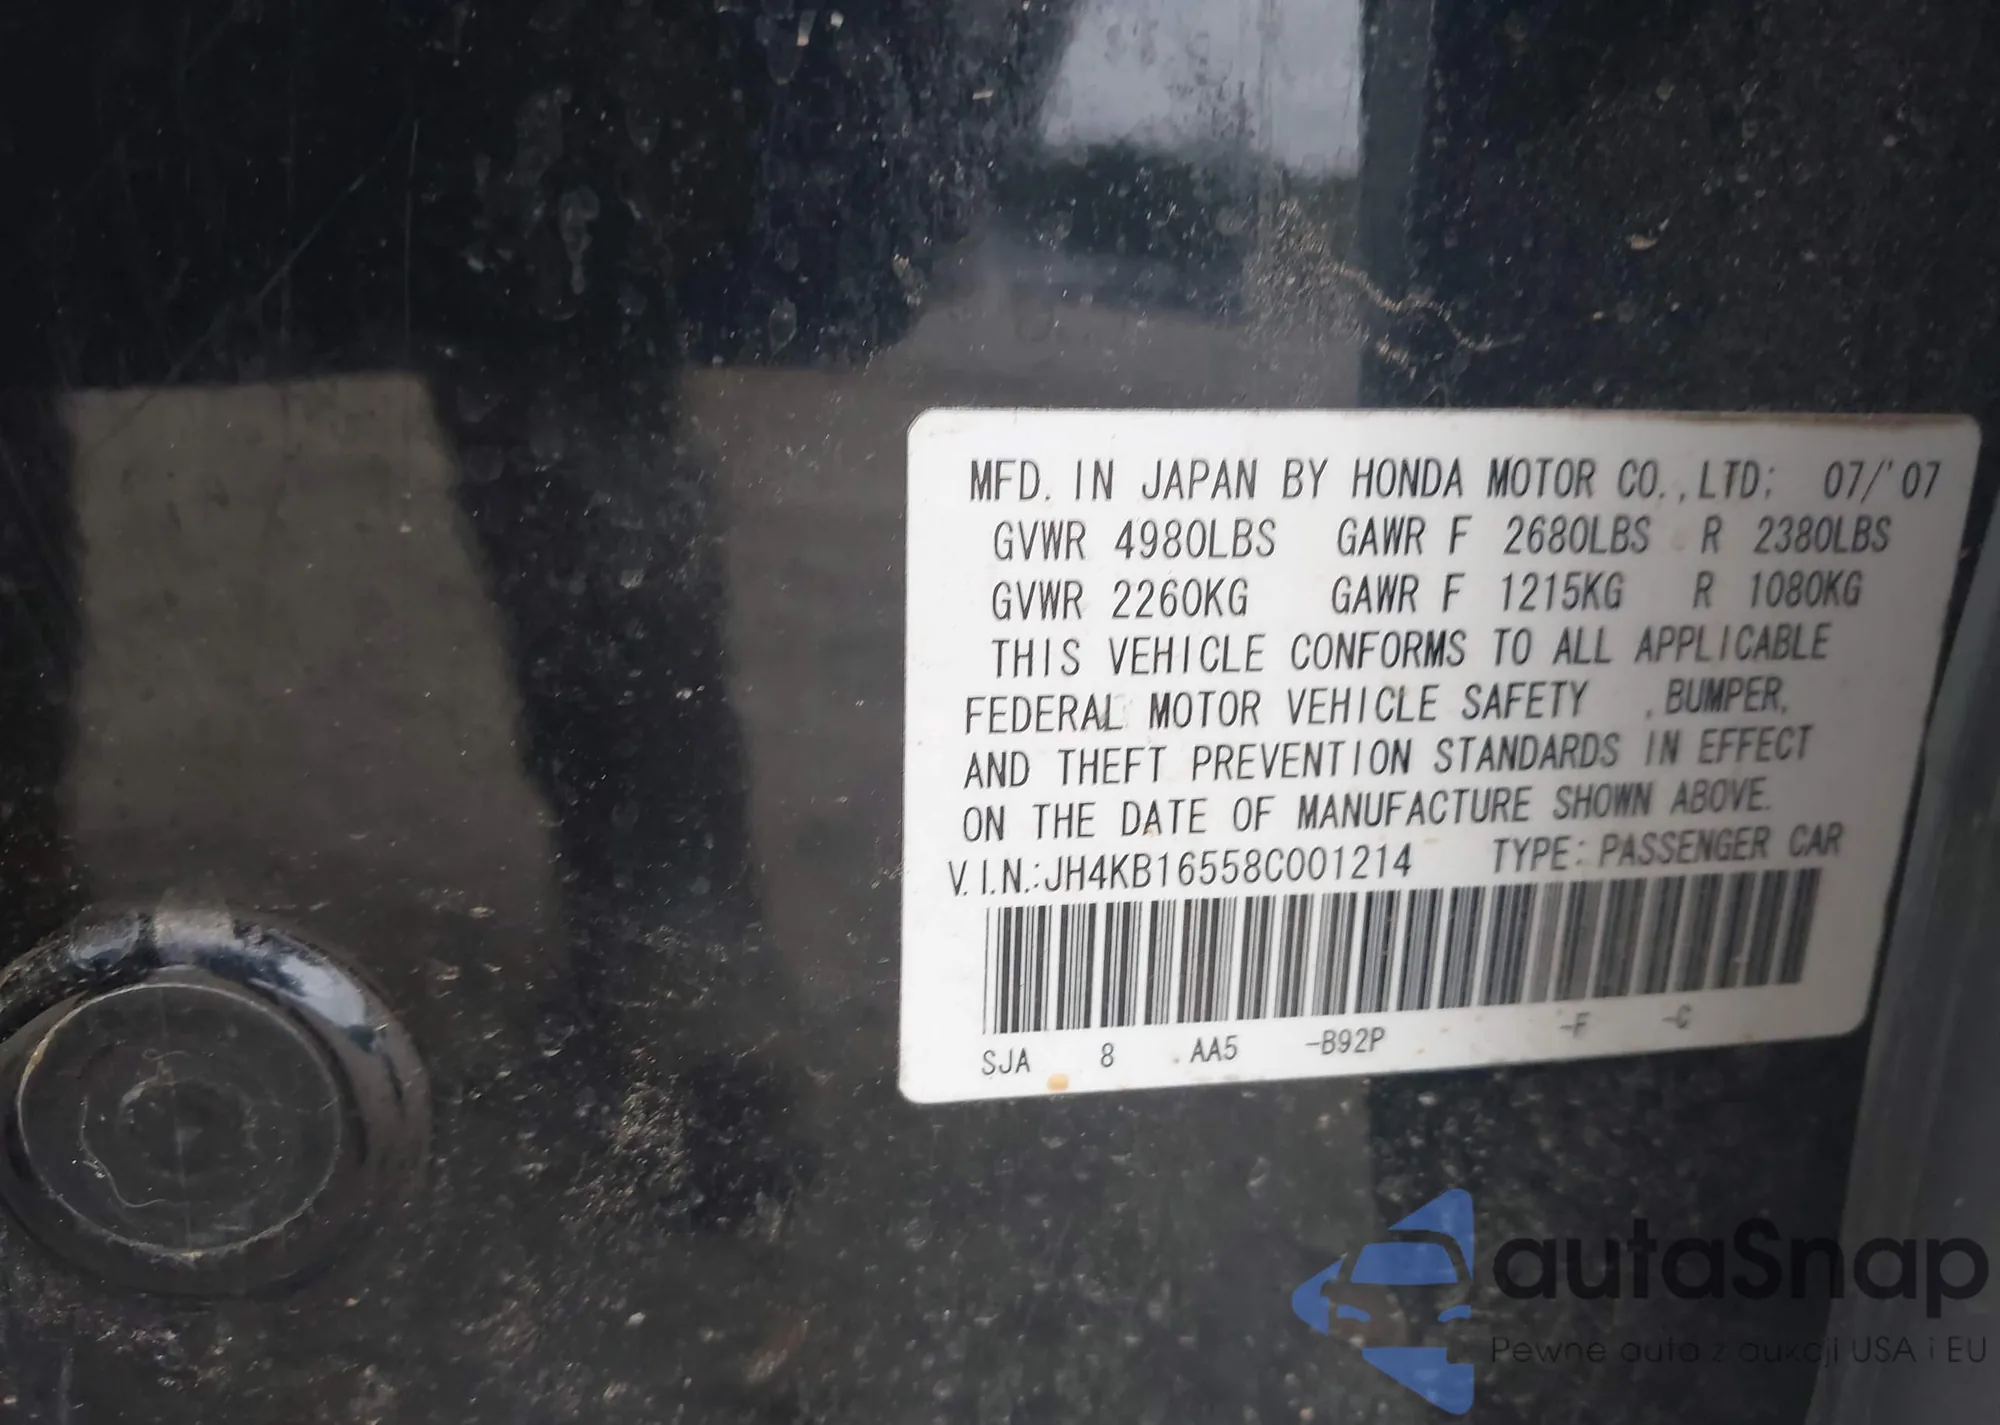 MFD. IN JAPAN BY HONDA MOTOR CO.,LTD: 07/'07
GVWR 4980LBS GAWR F 2680LBS R 2380LBS
GVWR 2260KG GAWR F 1215KG R 1080KG
THIS VEHICLE CONFORMS TO ALL APPLICABLE
FEDERAL MOTOR VEHICLE SAFETY , BUMPER,
AND THEFT PREVENTION STANDARDS IN EFFECT
ON THE DATE OF MANUFACTURE SHOWN ABOVE.
V.I.N.:JH4KB16558C001214 TYPE: PASSENGER CAR
SJA 8 .AA5 -B92P -F -C
autaSnap
Pewne auta z aukcji USA i EU